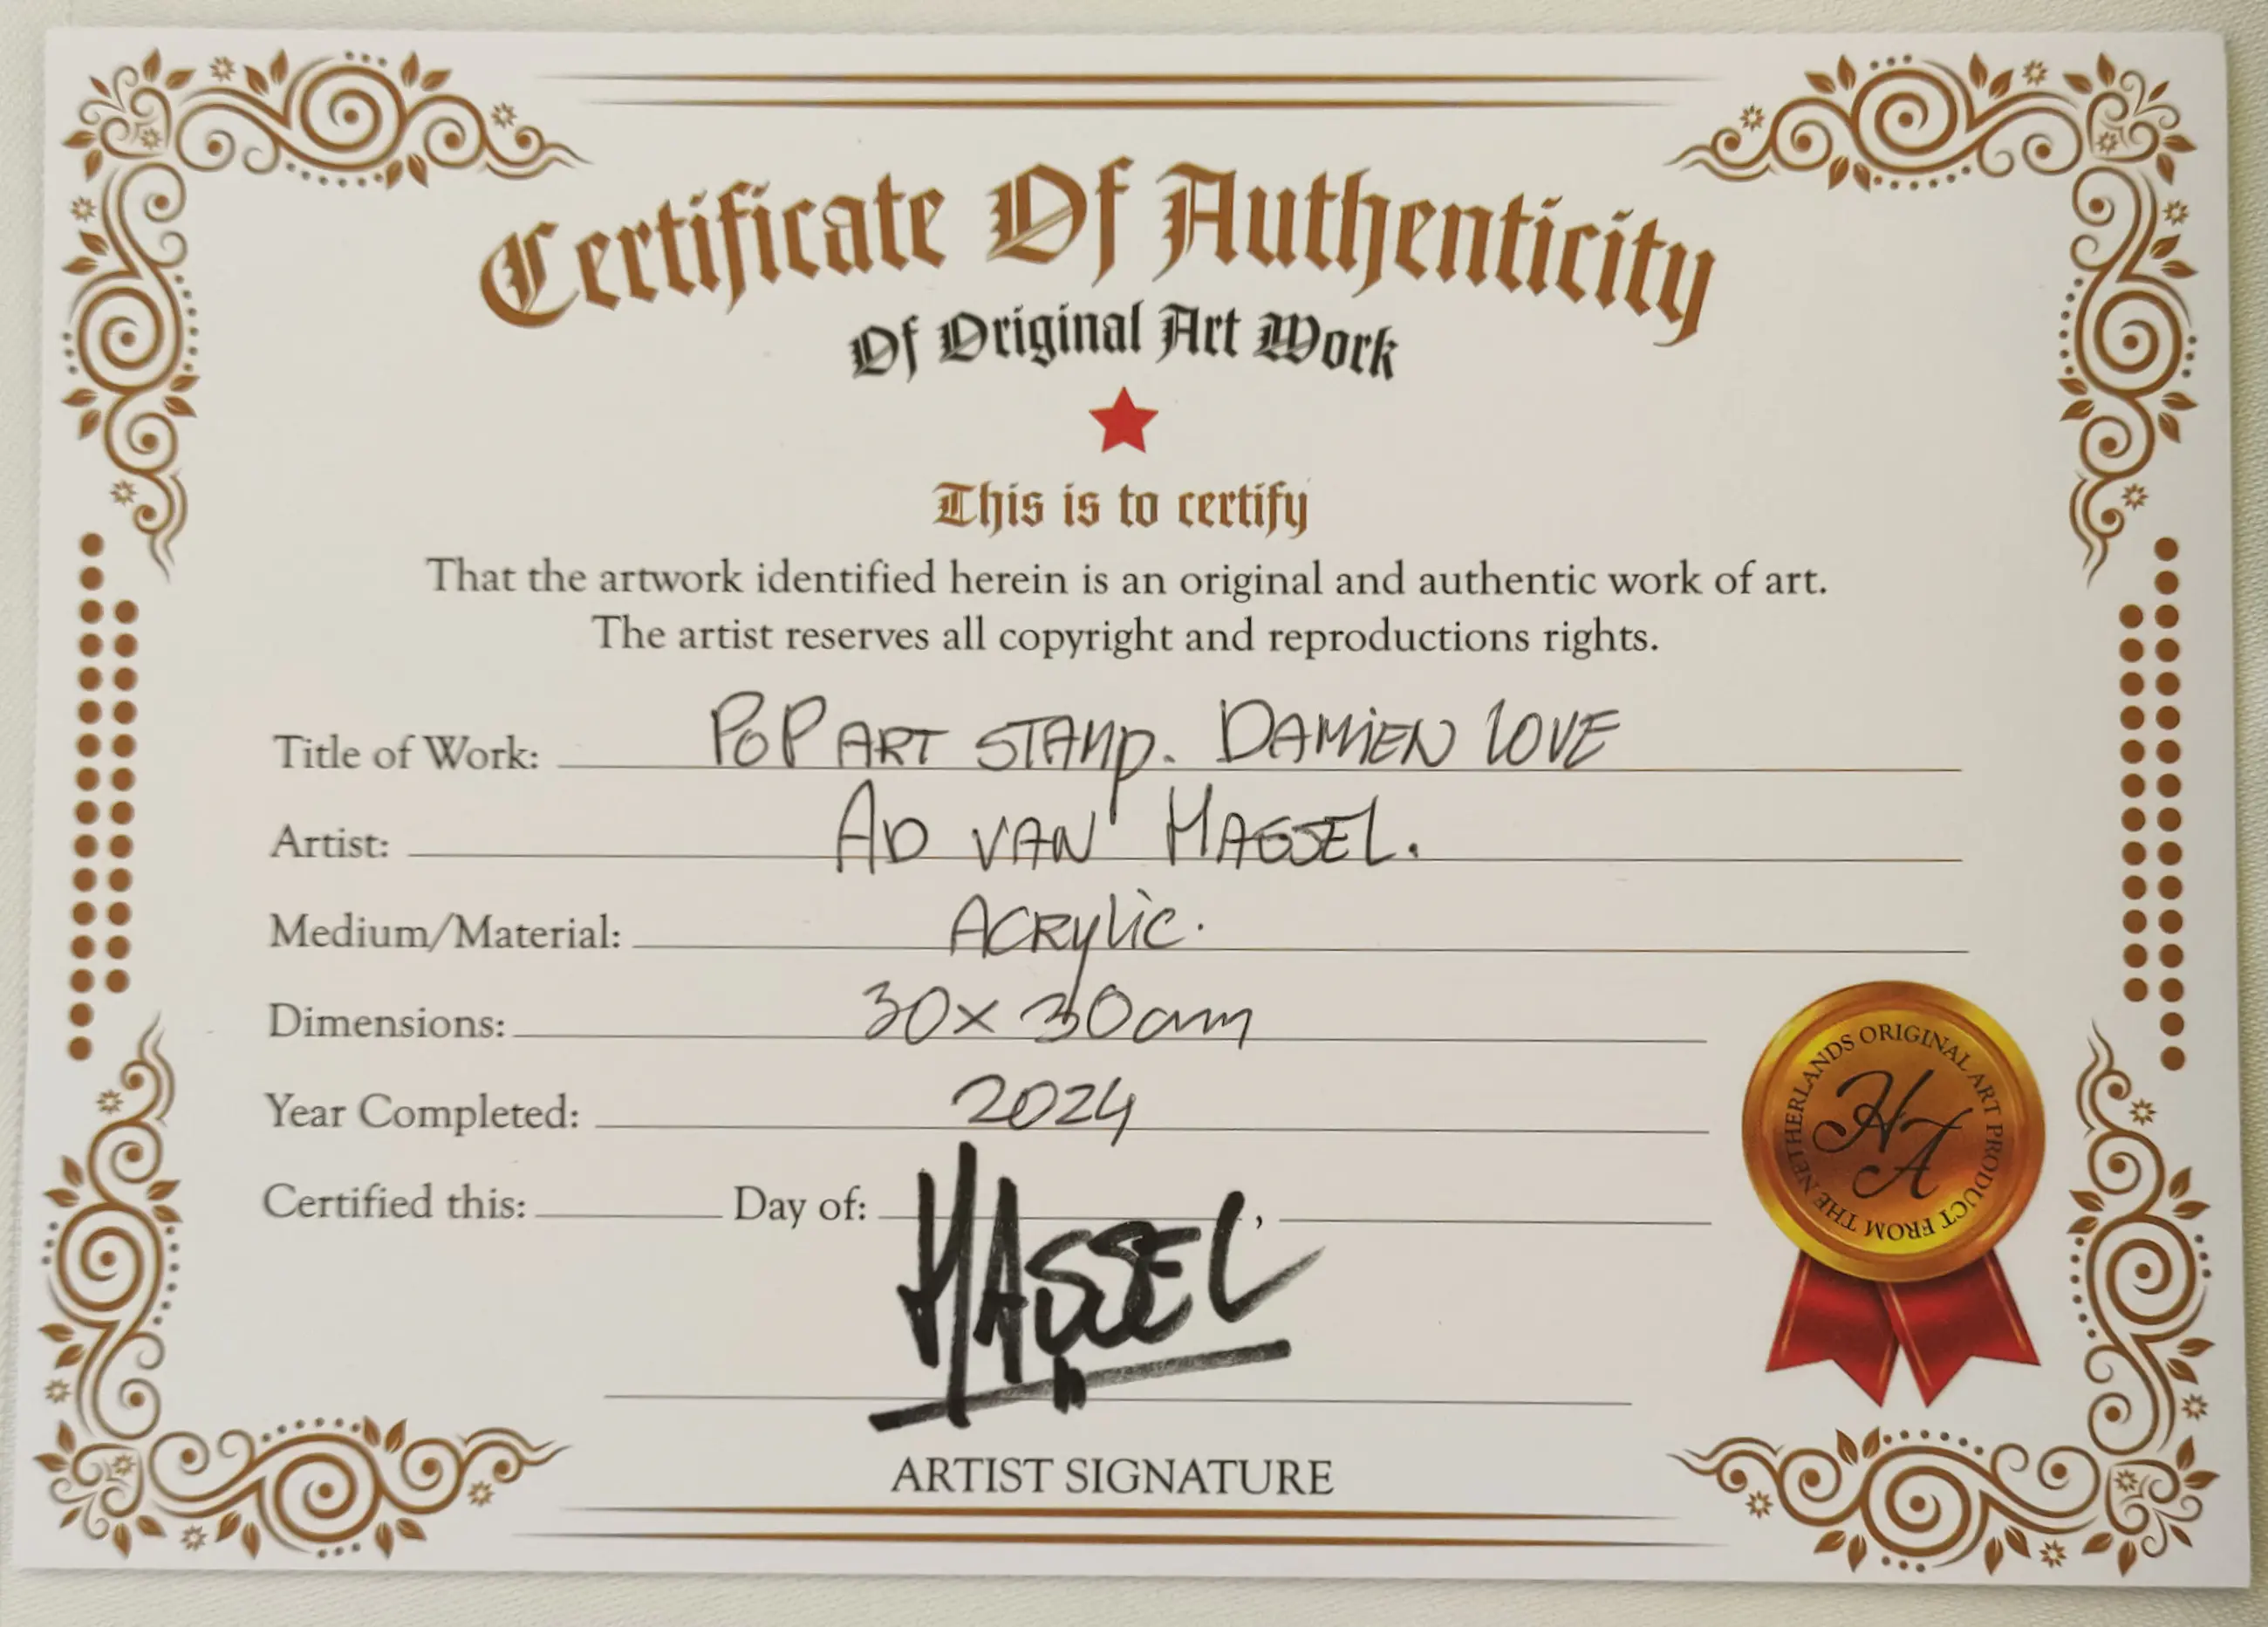 Certificate Of Authenticity
Of Original Art Work
This is to certify
That the artwork identified herein is an original and authentic work of art.
The artist reserves all copyright and reproductions rights.
Title of Work: POP ART STAMP. DAMiEN LOVE
Artist: AD VAN HASSEL.
Medium/Material: ACRYLiC.
Dimensions: 30x30cm
Year Completed: 2024
Certified this: Day of: ,
HASSEL
ARTIST SIGNATURE
NETHERLANDS ORIGINAL ART PRODUCT FROM THE
HA
WORK